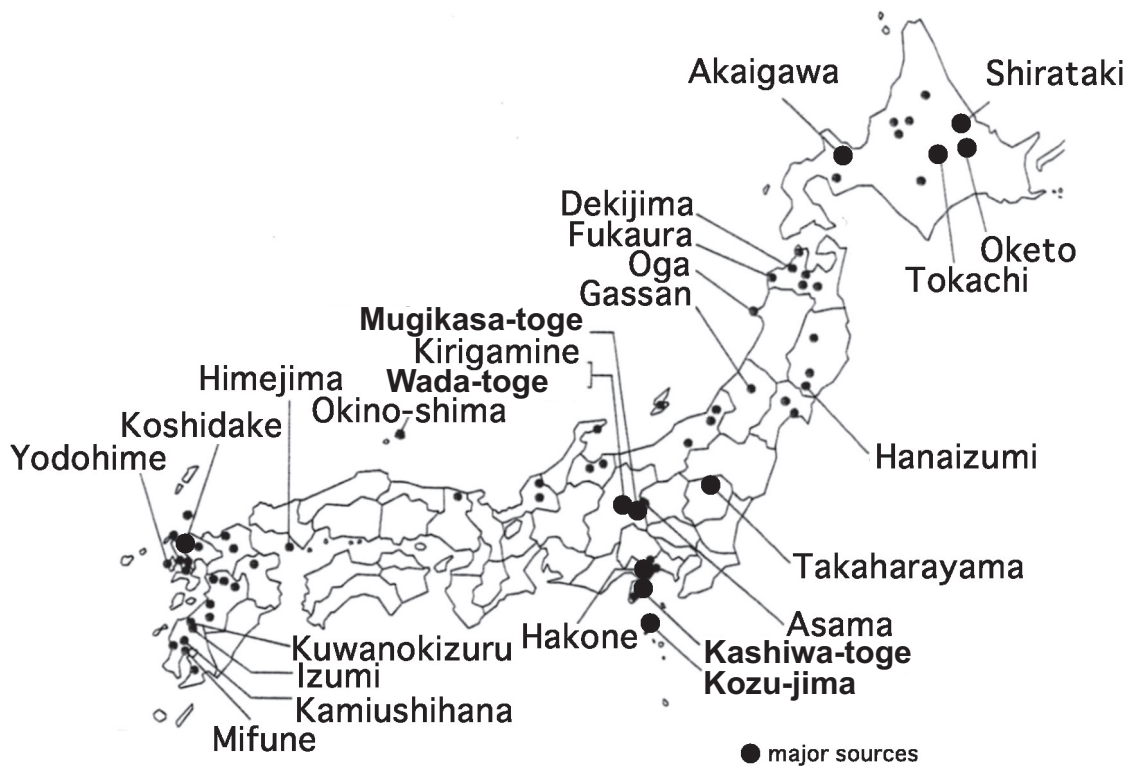 Akaigawa
Shirataki
Dekijima
Fukaura
Oga
Gassan
Oketo
Tokachi
Mugikasa-toge
Kirigamine
Wada-toge
Himejima
Okino-shima
Koshidake
Yodohime
Hanaizumi
Takaharayama
Asama
Hakone
Kashiwa-toge
Kozu-jima
Kuwanokizuru
Izumi
Kamiushihana
Mifune
major sources